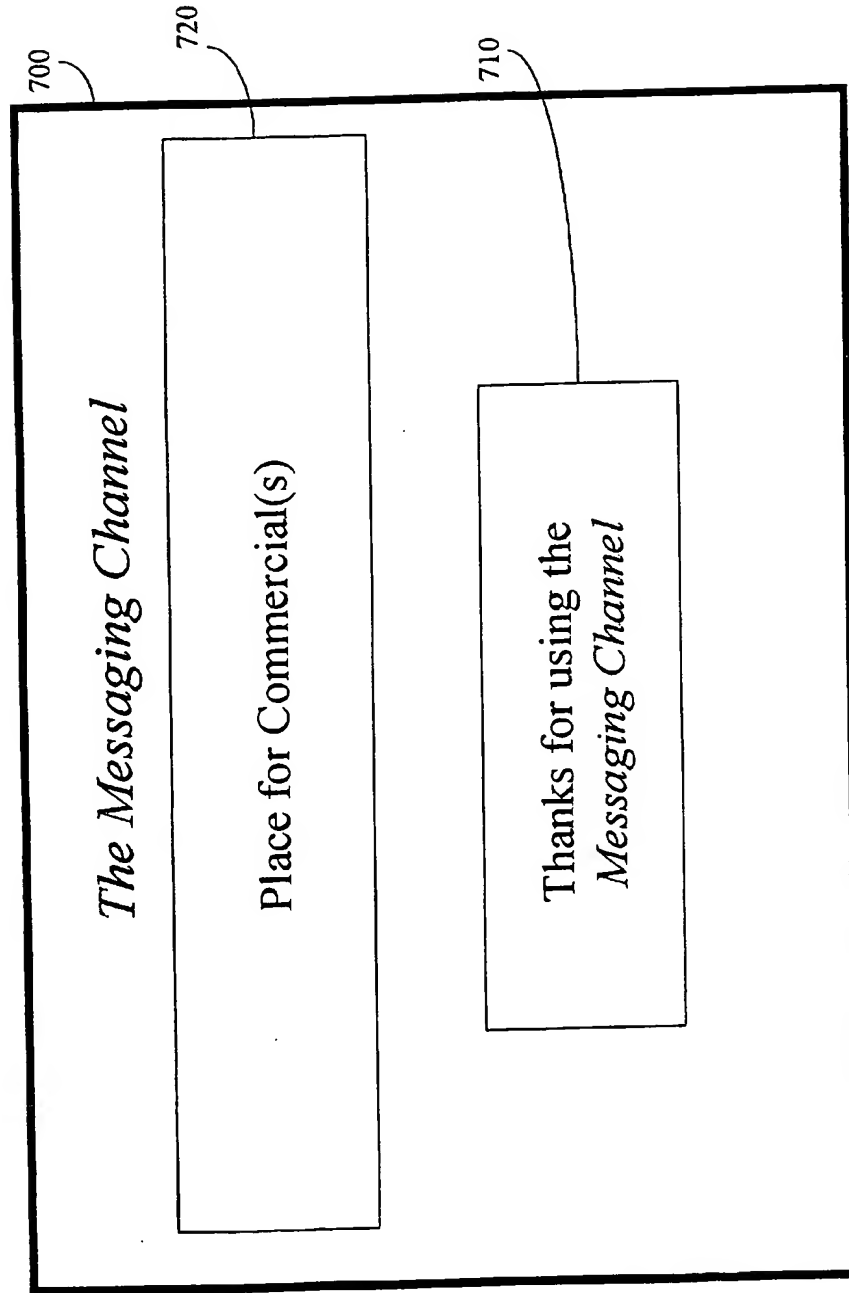 The Messaging Channel
700
Place for Commercial(s)
720
Thanks for using the
Messaging Channel
710